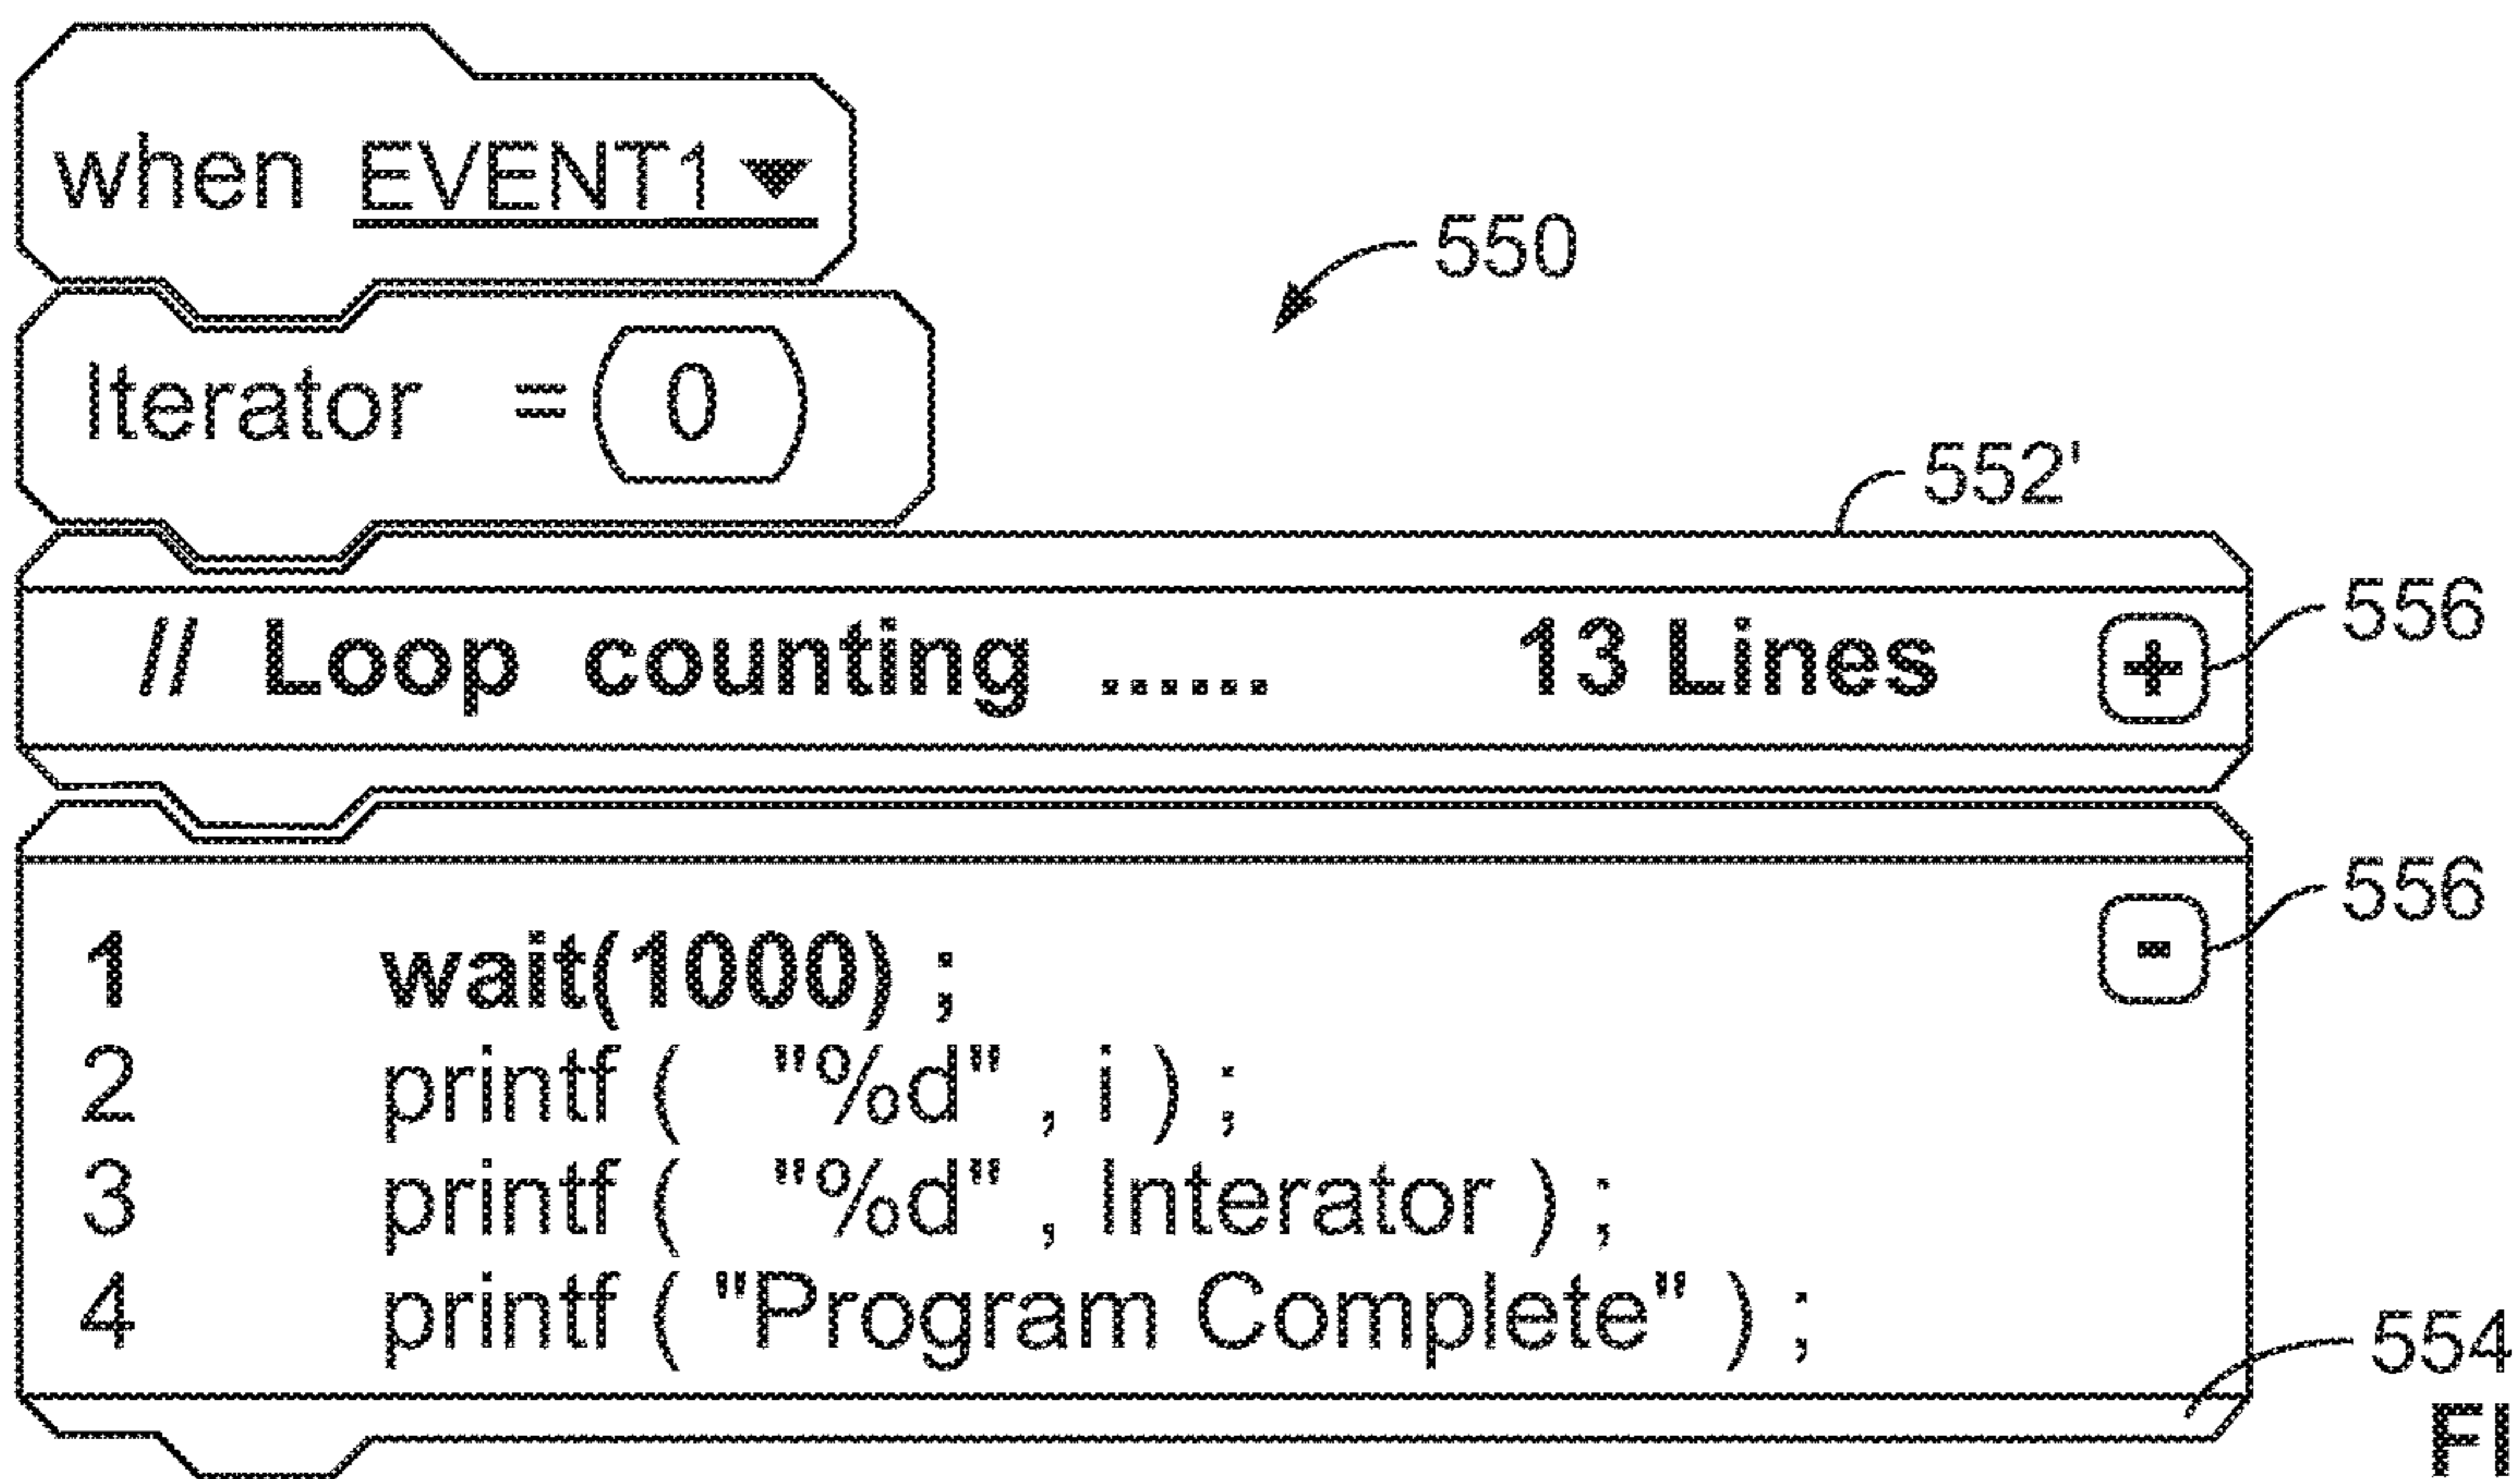 when EVENT1
550
Iterator = 0
552'
// Loop counting ...... 13 Lines +
556
556
1 wait(1000) ; -
2 printf ( "%d" , i ) ;
3 printf ( "%d" , Interator ) ;
4 printf ( "Program Complete" ) ;
554